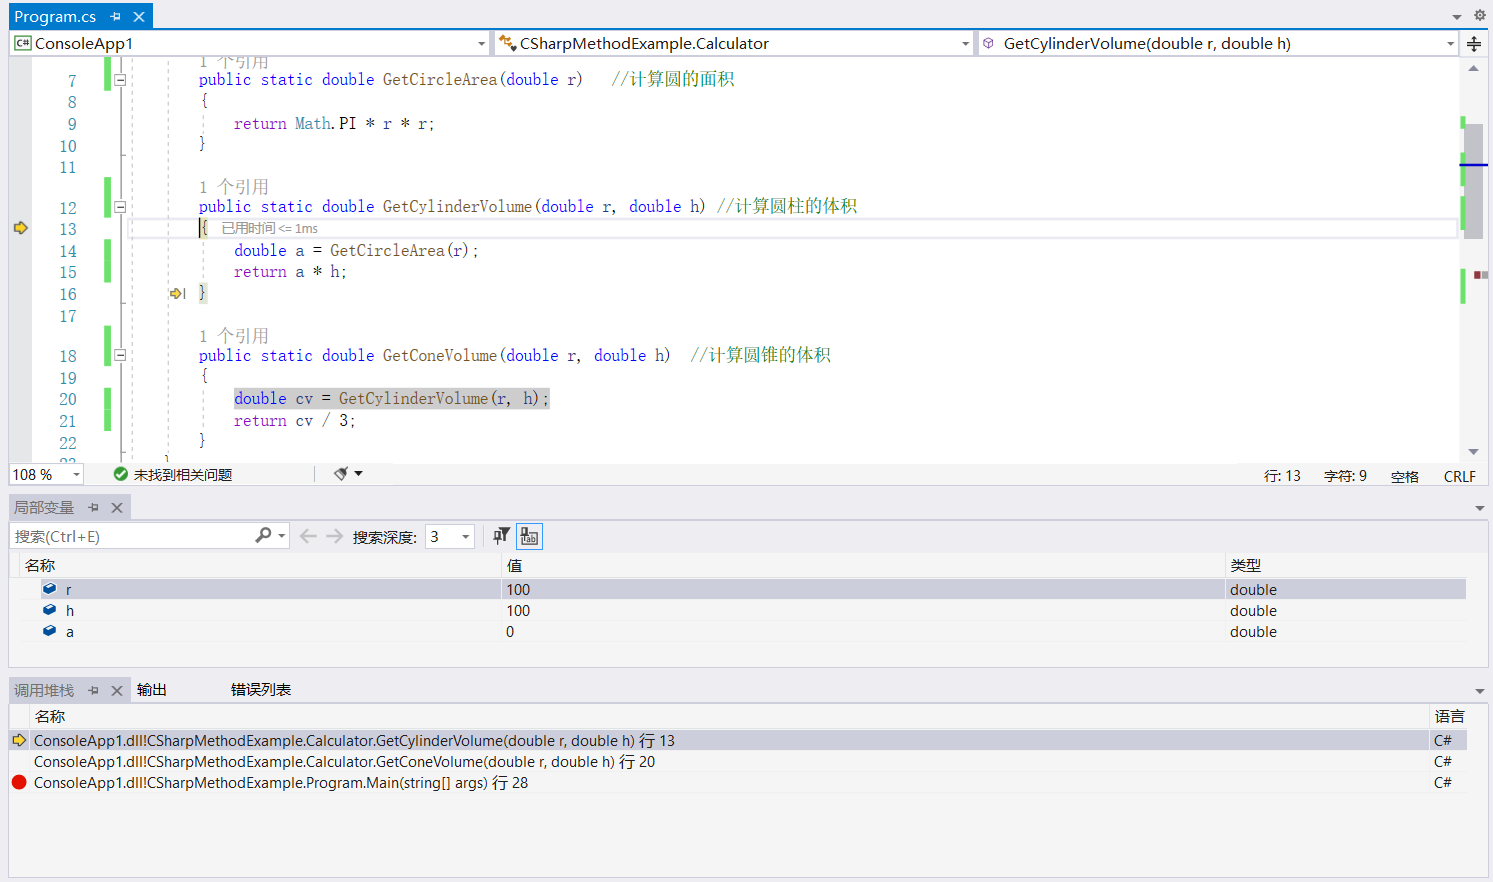 Program.cs
C# ConsoleApp1 CSharpMethodExample.Calculator GetCylinderVolume(double r, double h)
1 个引用
7 public static double GetCircleArea(double r) //计算圆的面积
8 {
9 return Math.PI * r * r;
10 }
11
1 个引用
12 public static double GetCylinderVolume(double r, double h) //计算圆柱的体积
13 { 已用时间 <= 1ms
14 double a = GetCircleArea(r);
15 return a * h;
16 }
17
1 个引用
18 public static double GetConeVolume(double r, double h) //计算圆锥的体积
19 {
20 double cv = GetCylinderVolume(r, h);
21 return cv / 3;
22 }
108 % 未找到相关问题 行: 13 字符: 9 空格 CRLF
局部变量
搜索(Ctrl+E) 搜索深度: 3
名称 值 类型
r 100 double
h 100 double
a 0 double
调用堆栈 输出 错误列表
名称 语言
ConsoleApp1.dll!CSharpMethodExample.Calculator.GetCylinderVolume(double r, double h) 行 13 C#
ConsoleApp1.dll!CSharpMethodExample.Calculator.GetConeVolume(double r, double h) 行 20 C#
ConsoleApp1.dll!CSharpMethodExample.Program.Main(string[] args) 行 28 C#